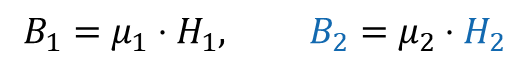 B₁ = μ₁ · H₁, B₂ = μ₂ · H₂